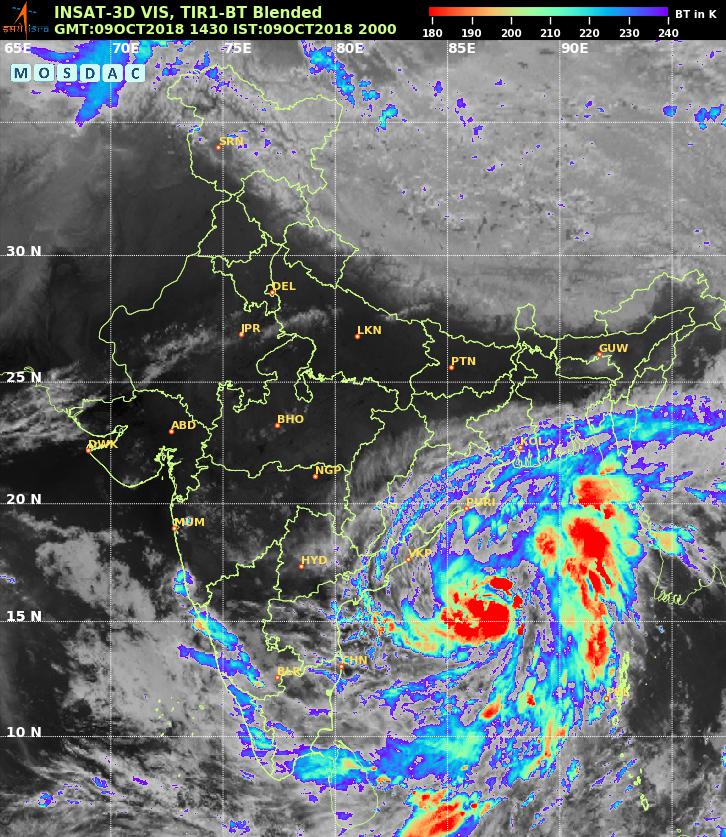 INSAT-3D VIS, TIR1-BT Blended
GMT:09OCT2018 1430 IST:09OCT2018 2000
BT in K
180 190 200 210 220 230 240
65E 70E 75E 80E 85E 90E
MOSDAC
SRN
30 N
DEL
JPR
LKN
GUW
PTN
25 N
ABD
BHO
DWK
KOL
NGP
20 N
PURI
MUM
VKP
HYD
15 N
CHN
BLR
10 N